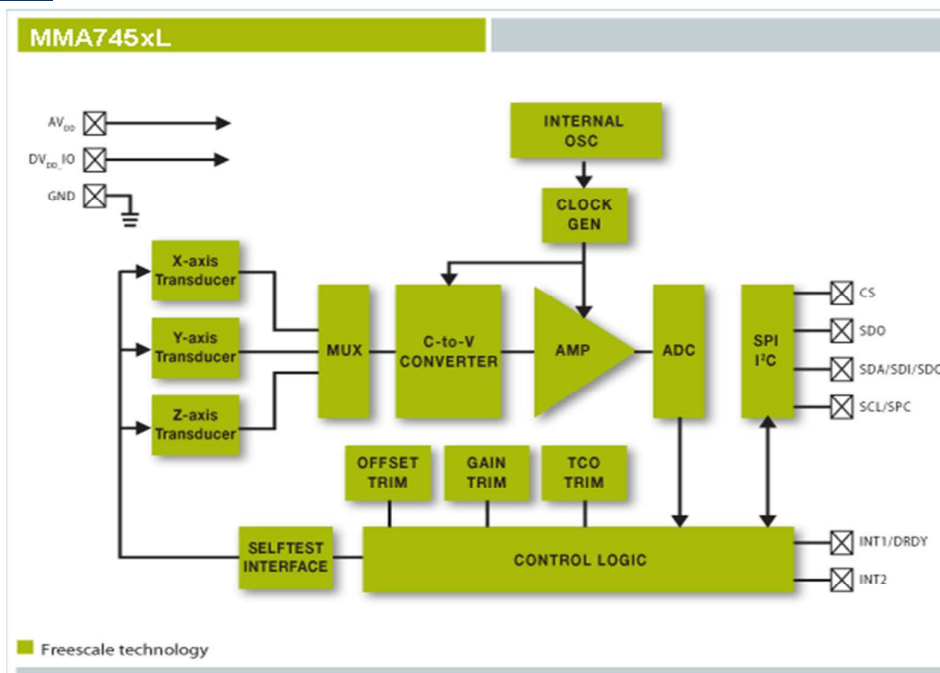 MMA745xL
AVDD
DVDD_IO
GND
INTERNAL
OSC
CLOCK
GEN
X-axis
Transducer
Y-axis
Transducer
Z-axis
Transducer
MUX
C-to-V
CONVERTER
AMP
ADC
SPI
I²C
CS
SDO
SDA/SDI/SDO
SCL/SPC
OFFSET
TRIM
GAIN
TRIM
TCO
TRIM
SELFTEST
INTERFACE
CONTROL LOGIC
INT1/DRDY
INT2
Freescale technology